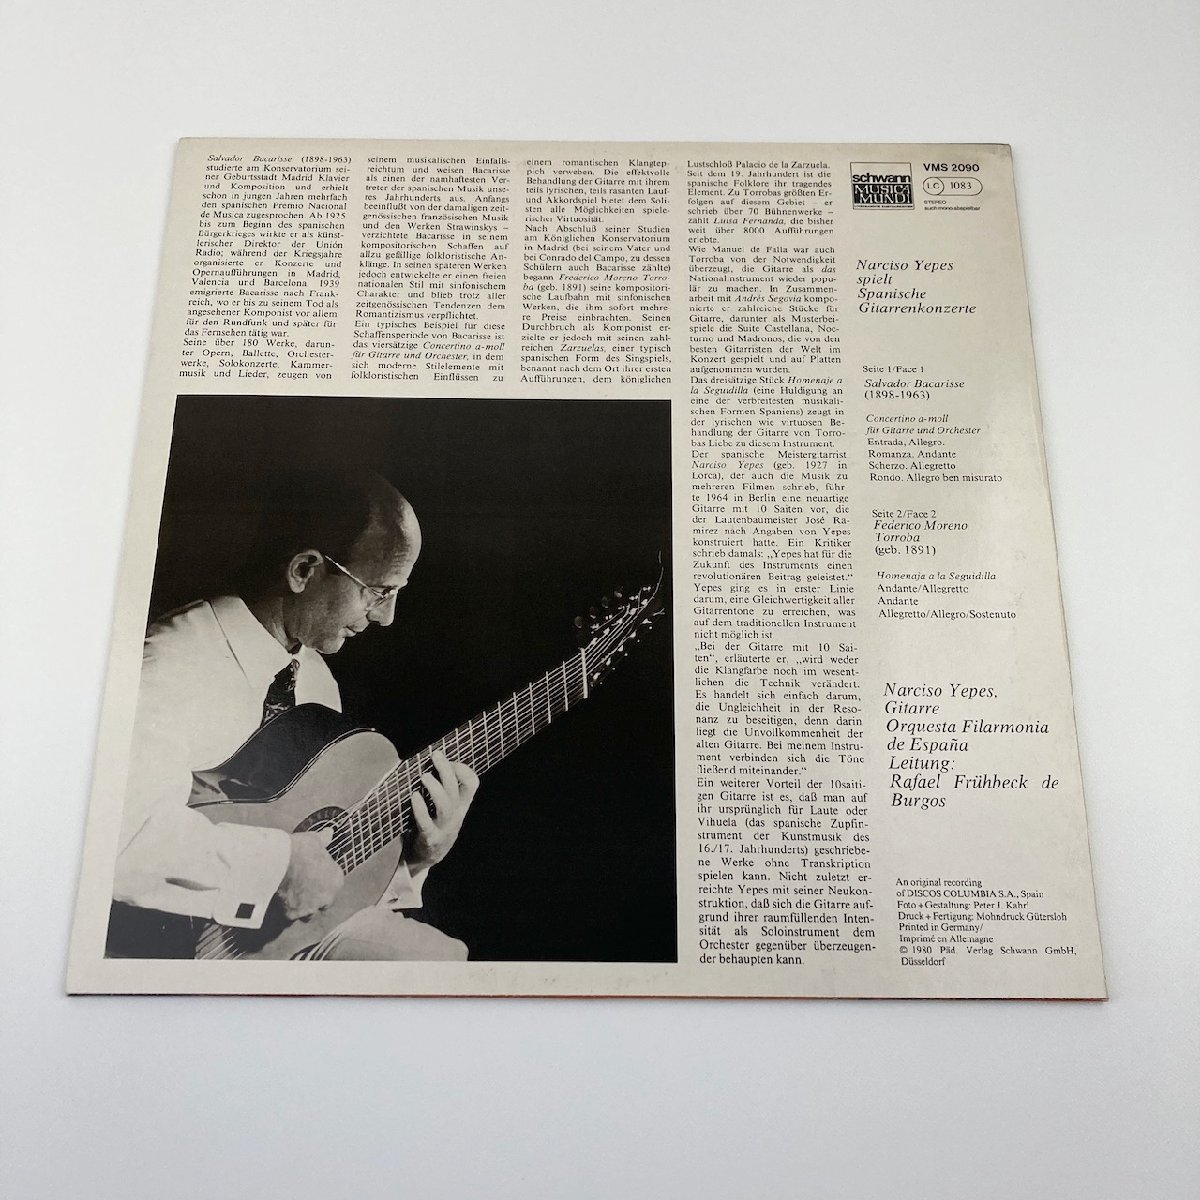 Salvador Bacarisse (1898-1963)
studierte am Konservatorium sei-
ner Geburtsstadt Madrid Klavier
und Komposition und erhielt
schon in jungen Jahren mehrfach
den spanischen Premio Nacional
de Musica zugesprochen. Ab 1925
bis zum Beginn des spanischen
Bürgerkrieges wirkte er als künst-
lerischer Direktor der Unión
Radio; während der Kriegsjahre
organisierte er Konzerte und
Opernaufführungen in Madrid,
Valencia und Barcelona. 1939
emigrierte Bacarisse nach Frank-
reich, wo er bis zu seinem Tod als
angesehener Komponist vor allem
für den Rundfunk und später für
das Fernsehen tätig war.
Seine über 180 Werke, darun-
ter Opern, Ballette, Orchester-
werke, Solokonzerte, Kammer-
musik und Lieder, zeugen von
seinem musikalischen Einfalls-
reichtum und weisen Bacarisse
als einen der namhaftesten Ver-
treter der spanischen Musik unse-
res Jahrhunderts aus. Anfangs
beeinflußt von der damaligen zeit-
genössischen französischen Musik
und den Werken Strawinskys –
verzichtete Bacarisse in seinem
kompositorischen Schaffen auf
allzu gefällige folkloristische An-
klänge. In seinen späteren Werken
jedoch entwickelte er einen freien
nationalen Stil mit sinfonischem
Charakter und blieb trotz aller
zeitgenössischen Tendenzen dem
Romantizismus verpflichtet.
Ein typisches Beispiel für diese
Schaffensperiode von Bacarisse ist
das viersätzige Concertino a-moll
für Gitarre und Orchester, in dem
sich moderne Stilelemente mit
folkloristischen Einflüssen zu
einem romantischen Klangtep-
pich verweben. Die effektvolle
Behandlung der Gitarre mit ihrem
teils lyrischen, teils rasanten Lauf-
und Akkordspiel bietet dem Soli-
sten alle Möglichkeiten spiele-
rischer Virtuosität.
Nach Abschluß seiner Studien
am Königlichen Konservatorium
in Madrid (bei seinem Vater und
bei Conrado del Campo, zu dessen
Schülern auch Bacarisse zählte)
begann Frederico Moreno Torro-
ba (geb. 1891) seine kompositori-
sche Laufbahn mit sinfonischen
Werken, die ihm sofort mehre-
re Preise einbrachten. Seinen
Durchbruch als Komponist er-
zielte er jedoch mit seinen zahl-
reichen Zarzuelas, einer typisch
spanischen Form des Singspiels,
benannt nach dem Ort ihrer ersten
Aufführungen, dem königlichen
Lustschloß Palacio de la Zarzuela.
Seit dem 19. Jahrhundert ist die
spanische Folklore ihr tragendes
Element. Zu Torrobas größten Er-
folgen auf diesem Gebiet – er
schrieb über 70 Bühnenwerke –
zählt Luisa Fernanda, die bisher
weit über 8000 Aufführungen
erlebte.
Wie Manuel de Falla war auch
Torroba von der Notwendigkeit
überzeugt, die Gitarre als das
Nationalinstrument wieder popu-
lär zu machen. In Zusammen-
arbeit mit Andrés Segovia kompo-
nierte er zahlreiche Stücke für
Gitarre, darunter als Musterbei-
spiele die Suite Castellana, Noc-
turno und Madronos, die von den
besten Gitarristen der Welt im
Konzert gespielt und auf Platten
aufgenommen wurden.
Das dreisätzige Stück Homenaje a
la Seguidilla (eine Huldigung an
eine der verbreitetsten musikali-
schen Formen Spaniens) zeugt in
der lyrischen wie virtuosen Be-
handlung der Gitarre von Torro-
bas Liebe zu diesem Instrument.
Der spanische Meistergitarrist
Narciso Yepes (geb. 1927 in
Lorca), der auch die Musik zu
mehreren Filmen schrieb, führ-
te 1964 in Berlin eine neuartige
Gitarre mit 10 Saiten vor, die
der Lautenbaumeister José Ra-
mirez nach Angaben von Yepes
konstruiert hatte. Ein Kritiker
schrieb damals: „Yepes hat für die
Zukunft des Instruments einen
revolutionären Beitrag geleistet.“
Yepes ging es in erster Linie
darum, eine Gleichwertigkeit aller
Gitarrentöne zu erreichen, was
auf dem traditionellen Instrument
nicht möglich ist.
„Bei der Gitarre mit 10 Sai-
ten“, erläuterte er, „wird weder
die Klangfarbe noch im wesent-
lichen die Technik verändert.
Es handelt sich einfach darum,
die Ungleichheit in der Reso-
nanz zu beseitigen, denn darin
liegt die Unvollkommenheit der
alten Gitarre. Bei meinem Instru-
ment verbinden sich die Töne
fließend miteinander.“
Ein weiterer Vorteil der 10saiti-
gen Gitarre ist es, daß man auf
ihr ursprünglich für Laute oder
Vihuela (das spanische Zupfin-
strument der Kunstmusik des
16./17. Jahrhunderts) geschriebe-
ne Werke ohne Transkription
spielen kann. Nicht zuletzt er-
reichte Yepes mit seiner Neukon-
struktion, daß sich die Gitarre auf-
grund ihrer raumfüllenden Inten-
sität als Soloinstrument dem
Orchester gegenüber überzeugen-
der behaupten kann.
schwann
MUSICA
MUNDI
VMS 2090
LC 1083
STEREO
auch mono abspielbar
Narciso Yepes
spielt
Spanische
Gitarrenkonzerte
Seite 1/Face 1
Salvador Bacarisse
(1898-1963)
Concertino a-moll
für Gitarre und Orchester
Entrada, Allegro.
Romanza, Andante
Scherzo, Allegretto
Rondo, Allegro ben misurato
Seite 2/Face 2
Federico Moreno
Torroba
(geb. 1891)
Homenaja a la Seguidilla
Andante/Allegretto
Andante
Allegretto/Allegro/Sostenuto
Narciso Yepes,
Gitarre
Orquesta Filarmonia
de España
Leitung:
Rafael Frühbeck de
Burgos
An original recording
of DISCOS COLUMBIA S.A., Spain
Foto + Gestaltung: Peter J. Kahrl
Druck + Fertigung: Mohndruck Gütersloh
Printed in Germany/
Imprimé en Allemagne
© 1980 Päd. Verlag Schwann GmbH,
Düsseldorf